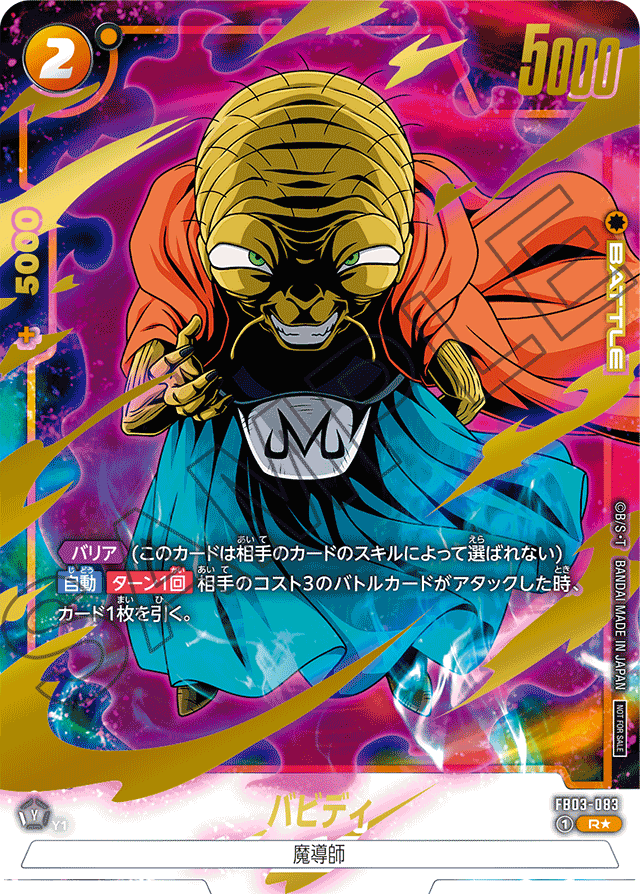 2
5000
+ 5000
BATTLE
SAMPLE
M
バリア (このカードは相手のカードのスキルによって選ばれない)
自動 ターン1回 相手のコスト3のバトルカードがアタックした時、
カード1枚を引く。
©B/S・T BANDAI MADE IN JAPAN
NOT FOR SALE
バビディ
Y Y1
FB03-083
1 R★
魔導師